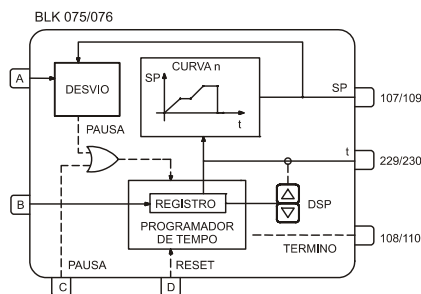 BLK 075/076
CURVA n
A
SP
DESVIO
SP
107/109
t
PAUSA
t
229/230
REGISTRO
DSP
B
PROGRAMADOR
DE TEMPO
108/110
TERMINO
PAUSA
RESET
C
D